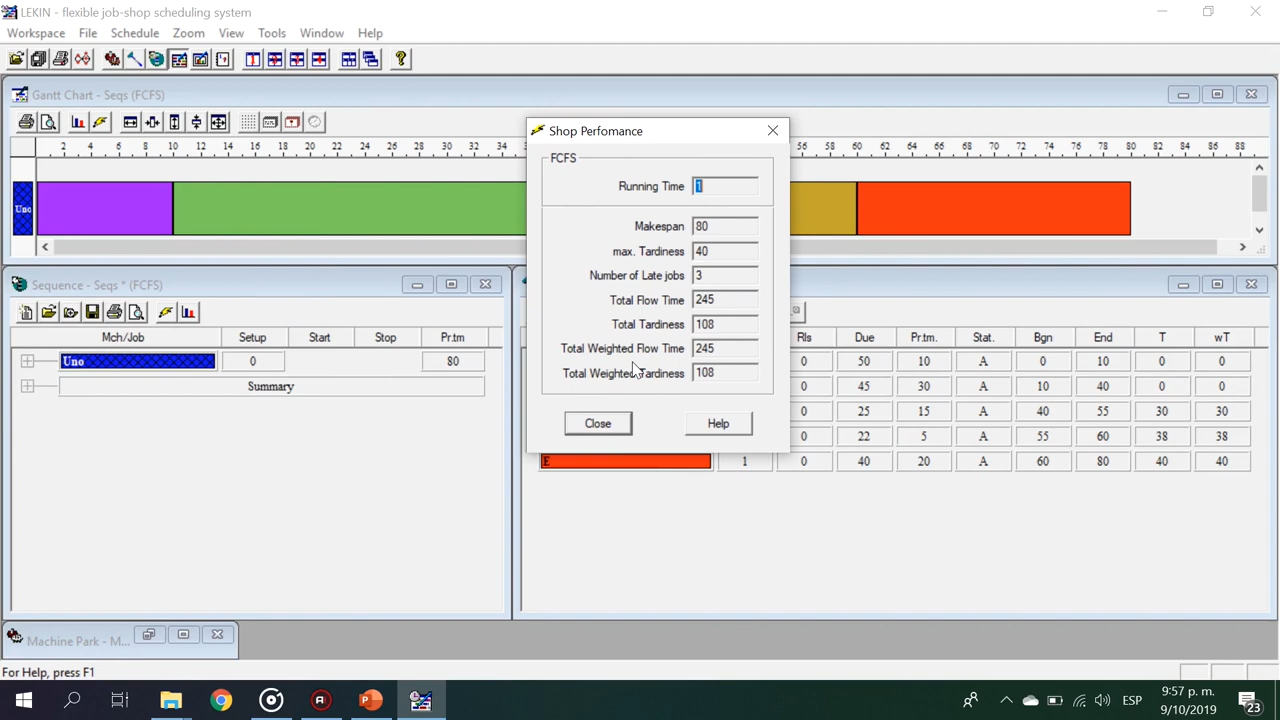 LEKIN - flexible job-shop scheduling system
Workspace File Schedule Zoom View Tools Window Help
Gantt Chart - Seqs (FCFS)
2 4 6 8 10 12 14 16 18 20 22 24 26 28 30 32 34 56 58 60 62 64 66 68 70 72 74 76 78 80 82 84 86 88
Uno
Shop Perfomance
FCFS
Running Time 1
Makespan 80
max. Tardiness 40
Number of Late jobs 3
Total Flow Time 245
Total Tardiness 108
Total Weighted Flow Time 245
Total Weighted Tardiness 108
Close Help
Sequence - Seqs * (FCFS)
Mch/Job Setup Start Stop Pr.tm
Uno 0 80
Summary
Rls Due Pr.tm. Stat. Bgn End T wT
0 50 10 A 0 10 0 0
0 45 30 A 10 40 0 0
0 25 15 A 40 55 30 30
0 22 5 A 55 60 38 38
E 1 0 40 20 A 60 80 40 40
Machine Park - M...
For Help, press F1
ESP
9:57 p. m.
9/10/2019
23